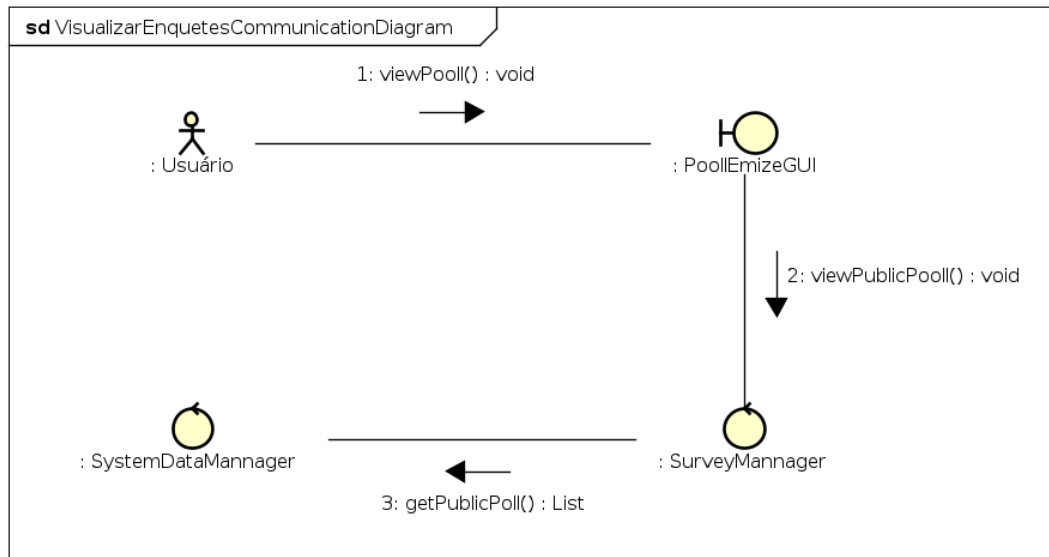 sd VisualizarEnquetesCommunicationDiagram
1: viewPooll() : void
: Usuário
: PoollEmizeGUI
2: viewPublicPooll() : void
: SystemDataMannager
: SurveyMannager
3: getPublicPoll() : List